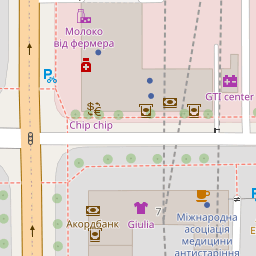 Молоко
від фермера
P
GTI center
$€
Chip chip
P
Акордбанк
Giulia
7
Міжнародна
асоціація
медицини
антистаріння